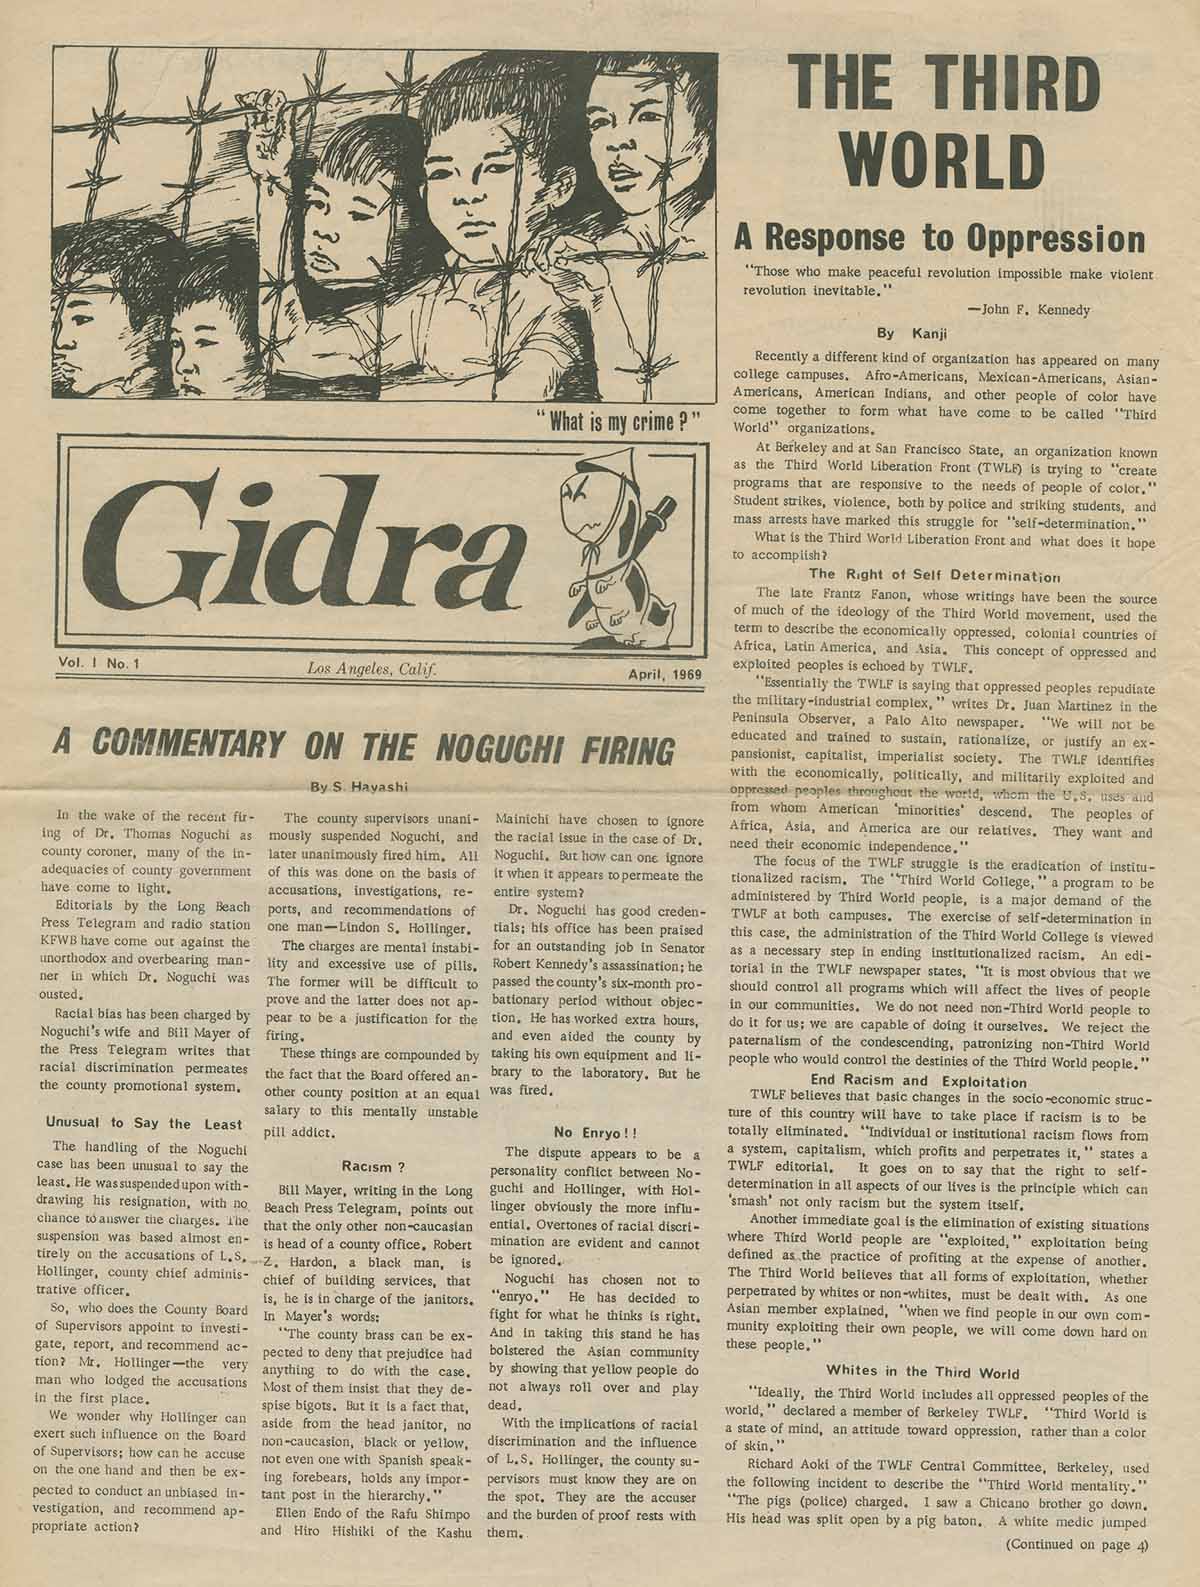 "What is my crime?"
Gidra
Vol. I No. 1
Los Angeles, Calif.
April, 1969
A COMMENTARY ON THE NOGUCHI FIRING
By S. Hayashi
In the wake of the recent fir-
ing of Dr. Thomas Noguchi as
county coroner, many of the in-
adequacies of county government
have come to light.
Editorials by the Long Beach
Press Telegram and radio station
KFWB have come out against the
unorthodox and overbearing man-
ner in which Dr. Noguchi was
ousted.
Racial bias has been charged by
Noguchi's wife and Bill Mayer of
the Press Telegram writes that
racial discrimination permeates
the county promotional system.
Unusual to Say the Least
The handling of the Noguchi
case has been unusual to say the
least. He was suspended upon with-
drawing his resignation, with no
chance to answer the charges. The
suspension was based almost en-
tirely on the accusations of L.S.
Hollinger, county chief adminis-
trative officer.
So, who does the County Board
of Supervisors appoint to investi-
gate, report, and recommend ac-
tion? Mr. Hollinger—the very
man who lodged the accusations
in the first place.
We wonder why Hollinger can
exert such influence on the Board
of Supervisors; how can he accuse
on the one hand and then be ex-
pected to conduct an unbiased in-
vestigation, and recommend ap-
propriate action?
The county supervisors unani-
mously suspended Noguchi, and
later unanimously fired him. All
of this was done on the basis of
accusations, investigations, re-
ports, and recommendations of
one man—Lindon S. Hollinger.
The charges are mental instabi-
lity and excessive use of pills.
The former will be difficult to
prove and the latter does not ap-
pear to be a justification for the
firing.
These things are compounded by
the fact that the Board offered an-
other county position at an equal
salary to this mentally unstable
pill addict.
Racism ?
Bill Mayer, writing in the Long
Beach Press Telegram, points out
that the only other non-caucasian
is head of a county office. Robert
Z. Hardon, a black man, is
chief of building services, that
is, he is in charge of the janitors.
In Mayer's words:
"The county brass can be ex-
pected to deny that prejudice had
anything to do with the case.
Most of them insist that they de-
spise bigots. But it is a fact that,
aside from the head janitor, no
non-caucasion, black or yellow,
not even one with Spanish speak-
ing forebears, holds any impor-
tant post in the hierarchy."
Ellen Endo of the Rafu Shimpo
and Hiro Hishiki of the Kashu
Mainichi have chosen to ignore
the racial issue in the case of Dr.
Noguchi. But how can one ignore
it when it appears to permeate the
entire system?
Dr. Noguchi has good creden-
tials; his office has been praised
for an outstanding job in Senator
Robert Kennedy's assassination; he
passed the county's six-month pro-
bationary period without objec-
tion. He has worked extra hours,
and even aided the county by
taking his own equipment and li-
brary to the laboratory. But he
was fired.
No Enryo!!
The dispute appears to be a
personality conflict between No-
guchi and Hollinger, with Hol-
linger obviously the more influ-
ential. Overtones of racial discri-
mination are evident and cannot
be ignored.
Noguchi has chosen not to
"enryo." He has decided to
fight for what he thinks is right.
And in taking this stand he has
bolstered the Asian community
by showing that yellow people do
not always roll over and play
dead.
With the implications of racial
discrimination and the influence
of L.S. Hollinger, the county su-
pervisors must know they are on
the spot. They are the accuser
and the burden of proof rests with
them.
THE THIRD
WORLD
A Response to Oppression
"Those who make peaceful revolution impossible make violent
revolution inevitable."
—John F. Kennedy
By Kanji
Recently a different kind of organization has appeared on many
college campuses. Afro-Americans, Mexican-Americans, Asian-
Americans, American Indians, and other people of color have
come together to form what have come to be called "Third
World" organizations.
At Berkeley and at San Francisco State, an organization known
as the Third World Liberation Front (TWLF) is trying to "create
programs that are responsive to the needs of people of color."
Student strikes, violence, both by police and striking students, and
mass arrests have marked this struggle for "self-determination."
What is the Third World Liberation Front and what does it hope
to accomplish?
The Right of Self Determination
The late Frantz Fanon, whose writings have been the source
of much of the ideology of the Third World movement, used the
term to describe the economically oppressed, colonial countries of
Africa, Latin America, and Asia. This concept of oppressed and
exploited peoples is echoed by TWLF.
"Essentially the TWLF is saying that oppressed peoples repudiate
the military-industrial complex," writes Dr. Juan Martinez in the
Peninsula Observer, a Palo Alto newspaper. "We will not be
educated and trained to sustain, rationalize, or justify an ex-
pansionist, capitalist, imperialist society. The TWLF identifies
with the economically, politically, and militarily exploited and
oppressed peoples throughout the world, whom the U.S. uses and
from whom American 'minorities' descend. The peoples of
Africa, Asia, and America are our relatives. They want and
need their economic independence."
The focus of the TWLF struggle is the eradication of institu-
tionalized racism. The "Third World College," a program to be
administered by Third World people, is a major demand of the
TWLF at both campuses. The exercise of self-determination in
this case, the administration of the Third World College is viewed
as a necessary step in ending institutionalized racism. An edi-
torial in the TWLF newspaper states, "It is most obvious that we
should control all programs which will affect the lives of people
in our communities. We do not need non-Third World people to
do it for us; we are capable of doing it ourselves. We reject the
paternalism of the condescending, patronizing non-Third World
people who would control the destinies of the Third World people."
End Racism and Exploitation
TWLF believes that basic changes in the socio-economic struc-
ture of this country will have to take place if racism is to be
totally eliminated. "Individual or institutional racism flows from
a system, capitalism, which profits and perpetrates it," states a
TWLF editorial. It goes on to say that the right to self-
determination in all aspects of our lives is the principle which can
'smash' not only racism but the system itself.
Another immediate goal is the elimination of existing situations
where Third World people are "exploited," exploitation being
defined as the practice of profiting at the expense of another.
The Third World believes that all forms of exploitation, whether
perpetrated by whites or non-whites, must be dealt with. As one
Asian member explained, "when we find people in our own com-
munity exploiting their own people, we will come down hard on
these people."
Whites in the Third World
"Ideally, the Third World includes all oppressed peoples of the
world," declared a member of Berkeley TWLF. "Third World is
a state of mind, an attitude toward oppression, rather than a color
of skin."
Richard Aoki of the TWLF Central Committee, Berkeley, used
the following incident to describe the "Third World mentality."
"The pigs (police) charged. I saw a Chicano brother go down.
His head was split open by a pig baton. A white medic jumped
(Continued on page 4)